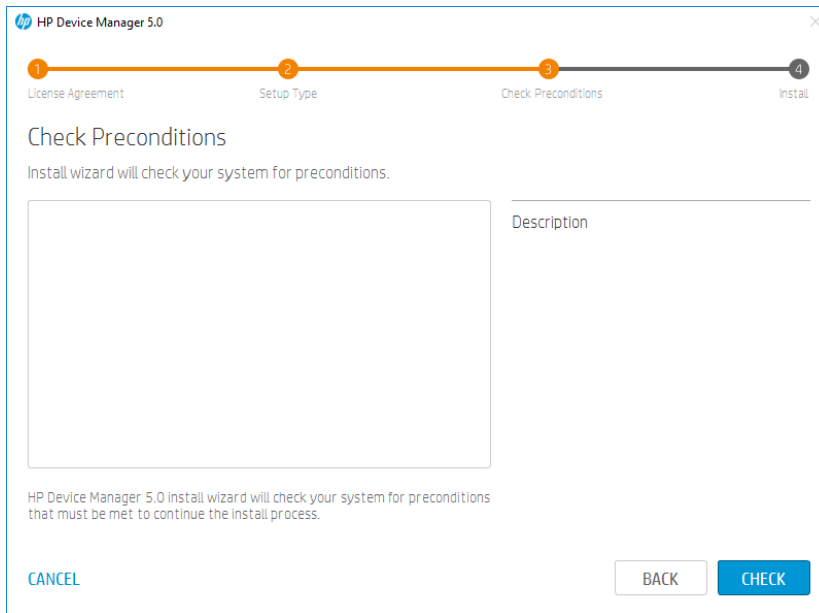 hp HP Device Manager 5.0
1 2 3 4
License Agreement Setup Type Check Preconditions Install
Check Preconditions
Install wizard will check your system for preconditions.
Description
HP Device Manager 5.0 install wizard will check your system for preconditions
that must be met to continue the install process.
CANCEL BACK CHECK